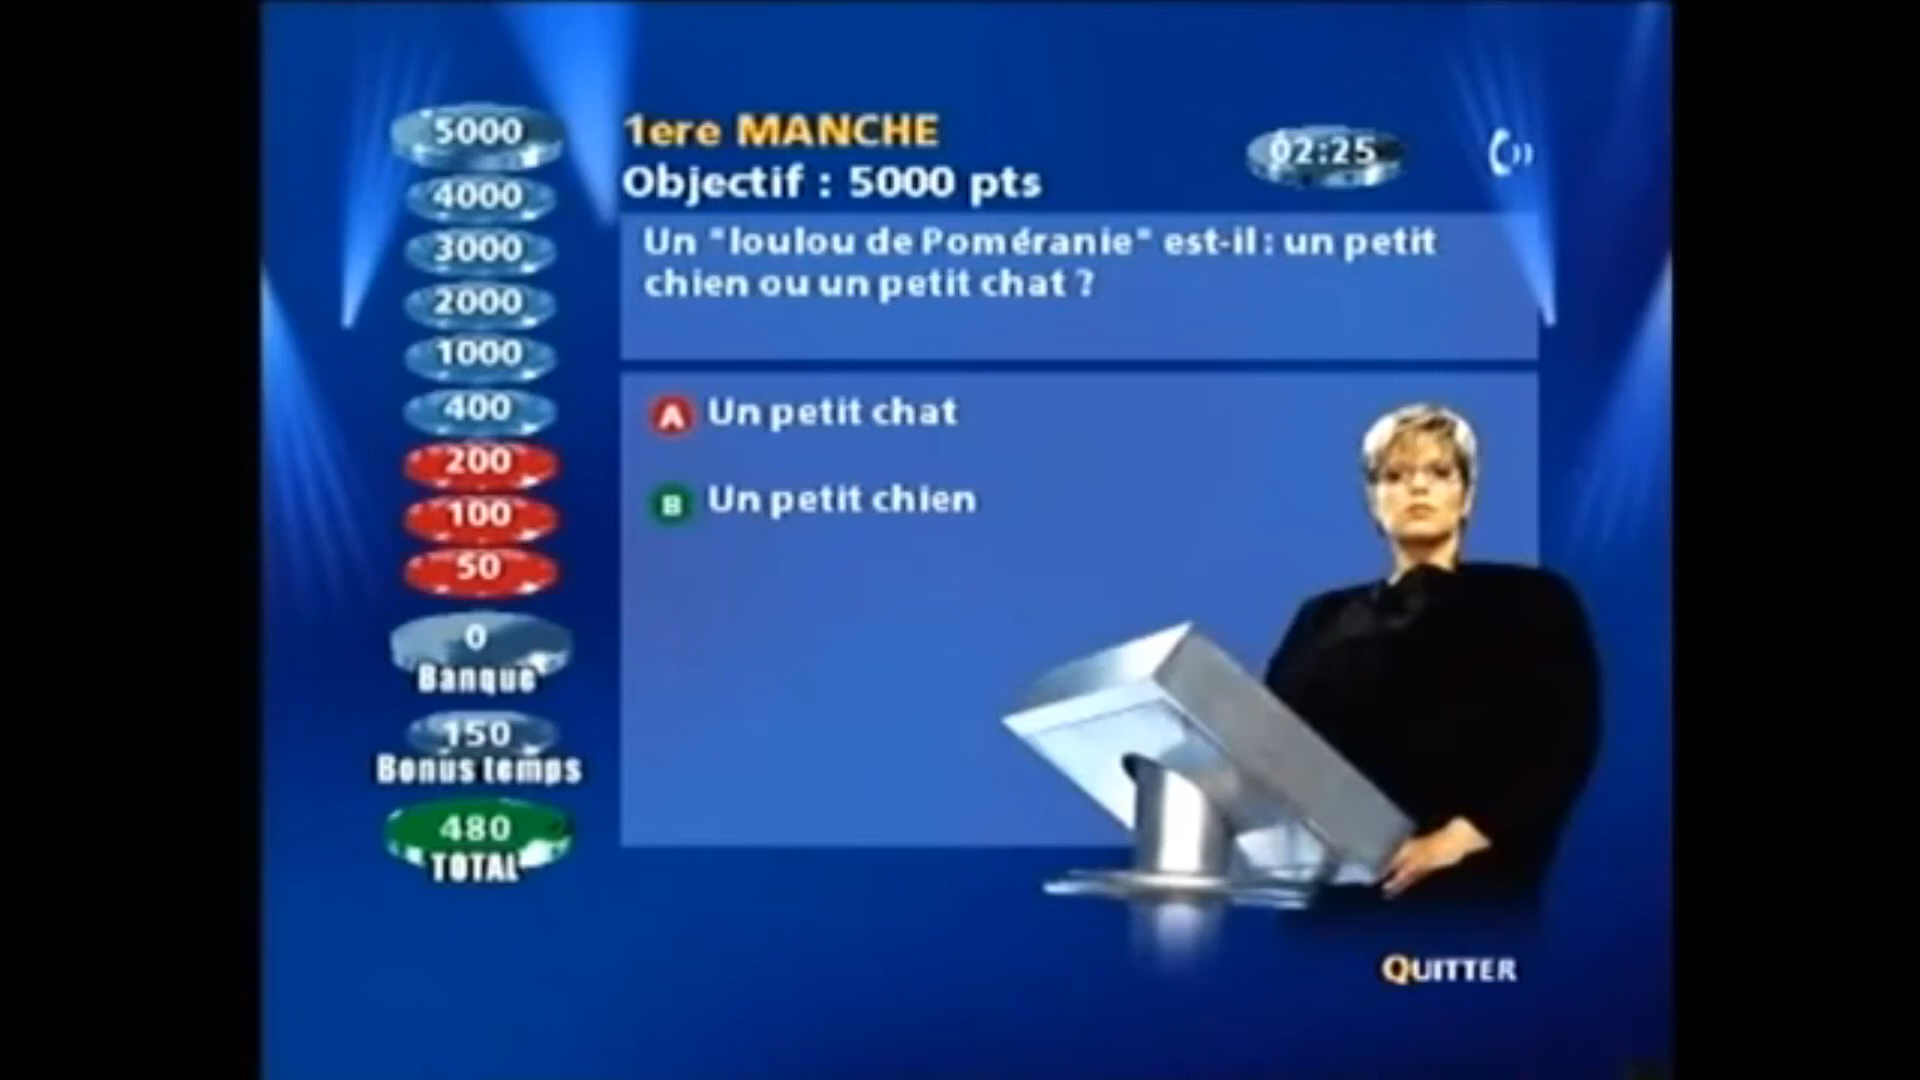 5000
4000
3000
2000
1000
400
200
100
50
0
Banque
150
Bonus temps
480
TOTAL
1ere MANCHE
Objectif : 5000 pts
02:25
Un "loulou de Poméranie" est-il : un petit
chien ou un petit chat ?
A Un petit chat
B Un petit chien
QUITTER